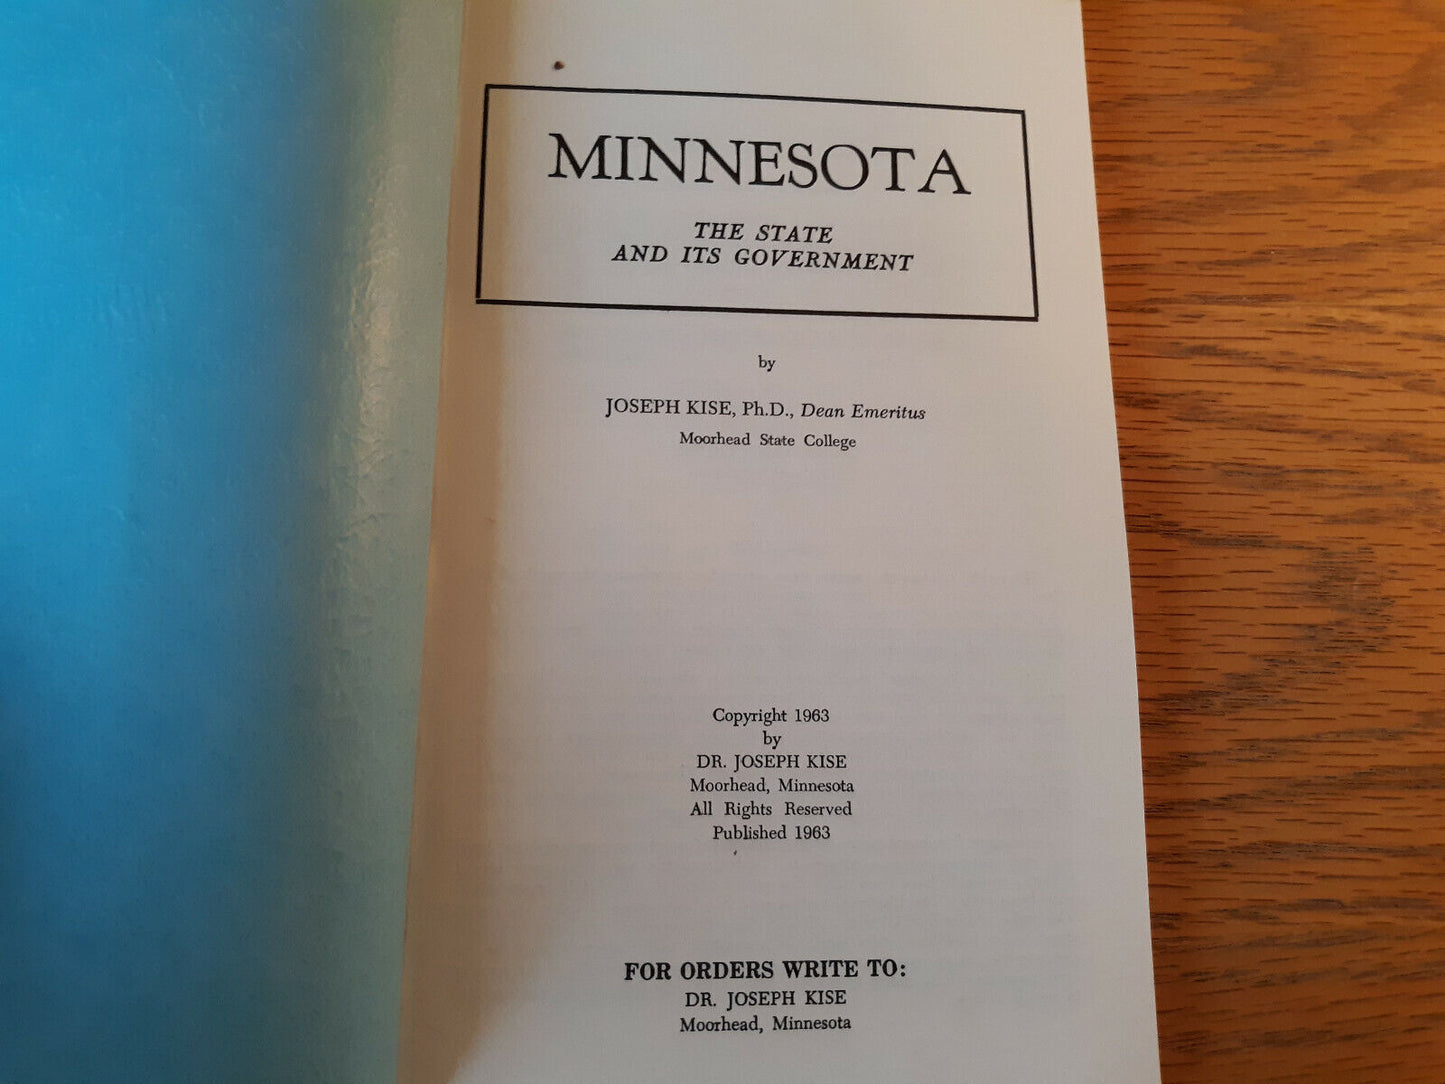 MINNESOTA
THE STATE
AND ITS GOVERNMENT
by
JOSEPH KISE, Ph.D., Dean Emeritus
Moorhead State College
Copyright 1963
by
DR. JOSEPH KISE
Moorhead, Minnesota
All Rights Reserved
Published 1963
FOR ORDERS WRITE TO:
DR. JOSEPH KISE
Moorhead, Minnesota